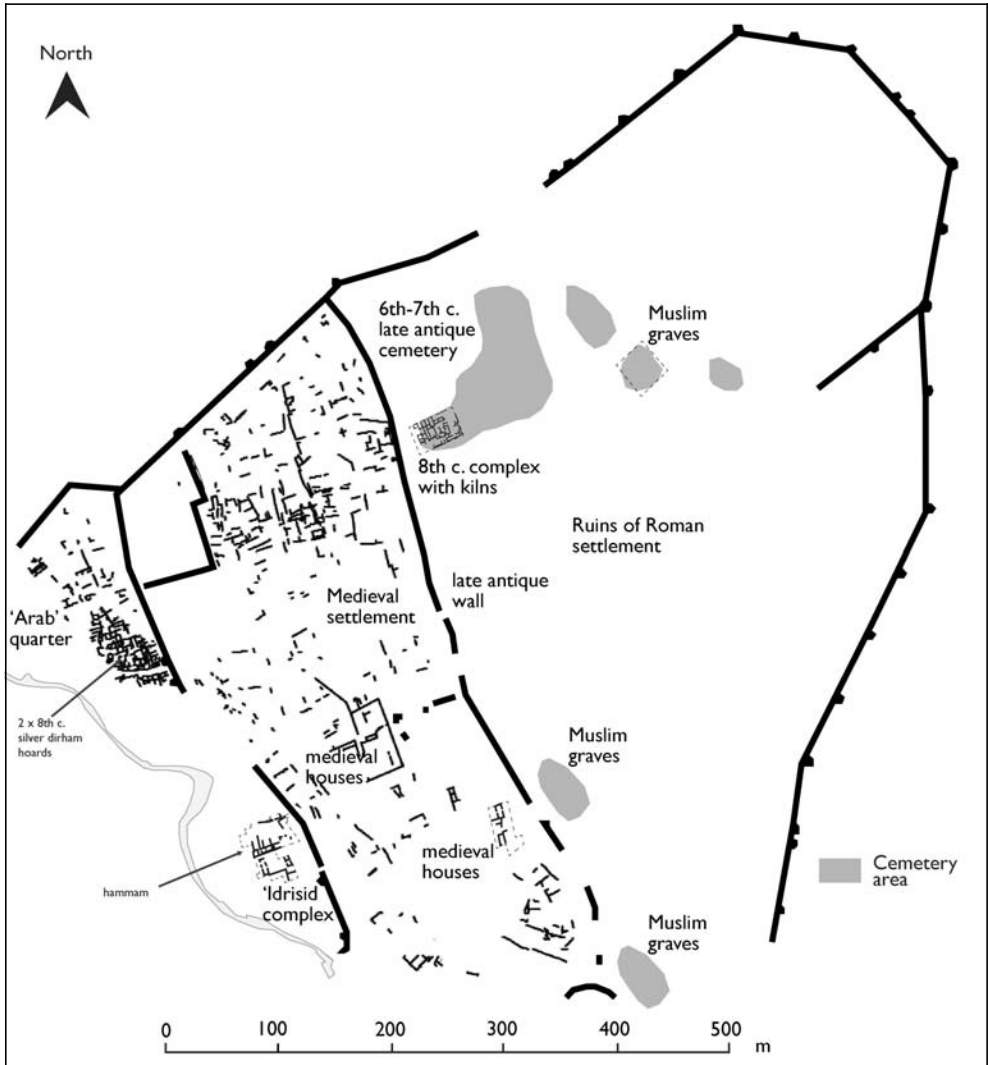 North
6th-7th c.
late antique
cemetery
Muslim
graves
8th c. complex
with kilns
Ruins of Roman
settlement
late antique
wall
Medieval
settlement
'Arab'
quarter
2 x 8th c.
silver dirham
hoards
medieval
houses
Muslim
graves
medieval
houses
hammam
'Idrisid
complex
Cemetery
area
Muslim
graves
0 100 200 300 400 500
m